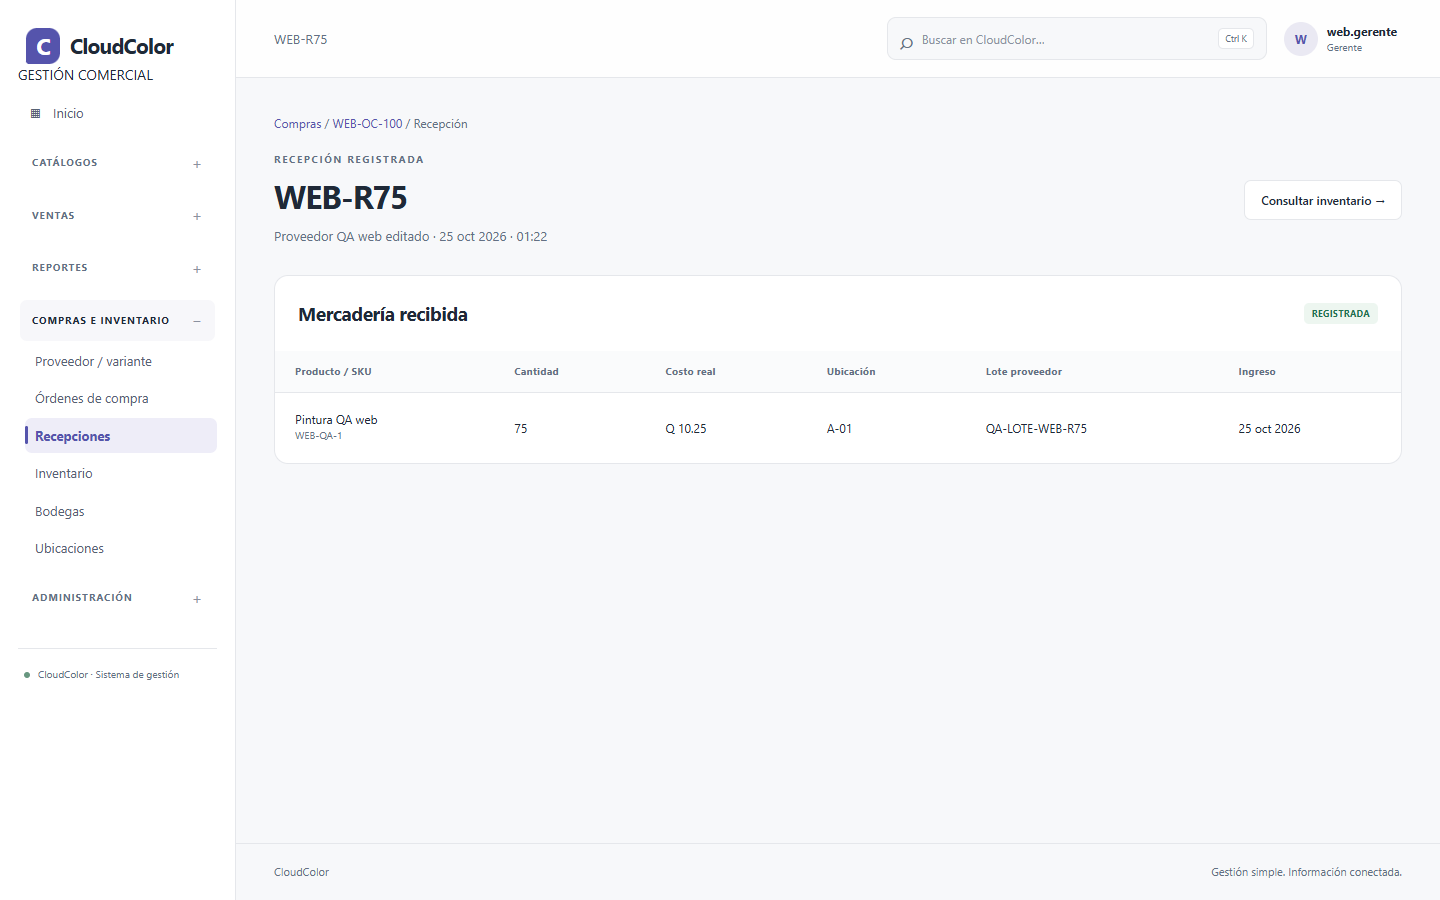 C CloudColor
GESTIÓN COMERCIAL
Inicio
CATÁLOGOS +
VENTAS +
REPORTES +
COMPRAS E INVENTARIO –
Proveedor / variante
Órdenes de compra
Recepciones
Inventario
Bodegas
Ubicaciones
ADMINISTRACIÓN +
CloudColor · Sistema de gestión
WEB-R75
Buscar en CloudColor... Ctrl K
W web.gerente
Gerente
Compras / WEB-OC-100 / Recepción
RECEPCIÓN REGISTRADA
WEB-R75
Proveedor QA web editado · 25 oct 2026 · 01:22
Consultar inventario →
Mercadería recibida
REGISTRADA
Producto / SKU Cantidad Costo real Ubicación Lote proveedor Ingreso
Pintura QA web
WEB-QA-1
75 Q 10.25 A-01 QA-LOTE-WEB-R75 25 oct 2026
CloudColor
Gestión simple. Información conectada.